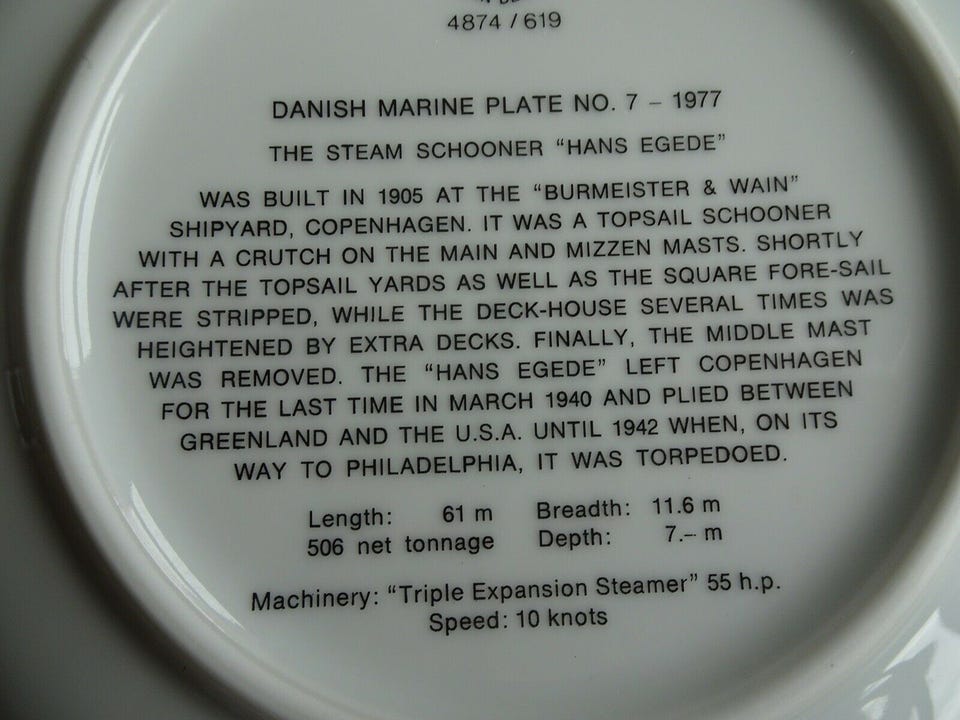 4874 / 619
DANISH MARINE PLATE NO. 7 – 1977
THE STEAM SCHOONER “HANS EGEDE”
WAS BUILT IN 1905 AT THE “BURMEISTER & WAIN”
SHIPYARD, COPENHAGEN. IT WAS A TOPSAIL SCHOONER
WITH A CRUTCH ON THE MAIN AND MIZZEN MASTS. SHORTLY
AFTER THE TOPSAIL YARDS AS WELL AS THE SQUARE FORE-SAIL
WERE STRIPPED, WHILE THE DECK-HOUSE SEVERAL TIMES WAS
HEIGHTENED BY EXTRA DECKS. FINALLY, THE MIDDLE MAST
WAS REMOVED. THE “HANS EGEDE” LEFT COPENHAGEN
FOR THE LAST TIME IN MARCH 1940 AND PLIED BETWEEN
GREENLAND AND THE U.S.A. UNTIL 1942 WHEN, ON ITS
WAY TO PHILADELPHIA, IT WAS TORPEDOED.
Length: 61 m Breadth: 11.6 m
506 net tonnage Depth: 7.– m
Machinery: “Triple Expansion Steamer” 55 h.p.
Speed: 10 knots